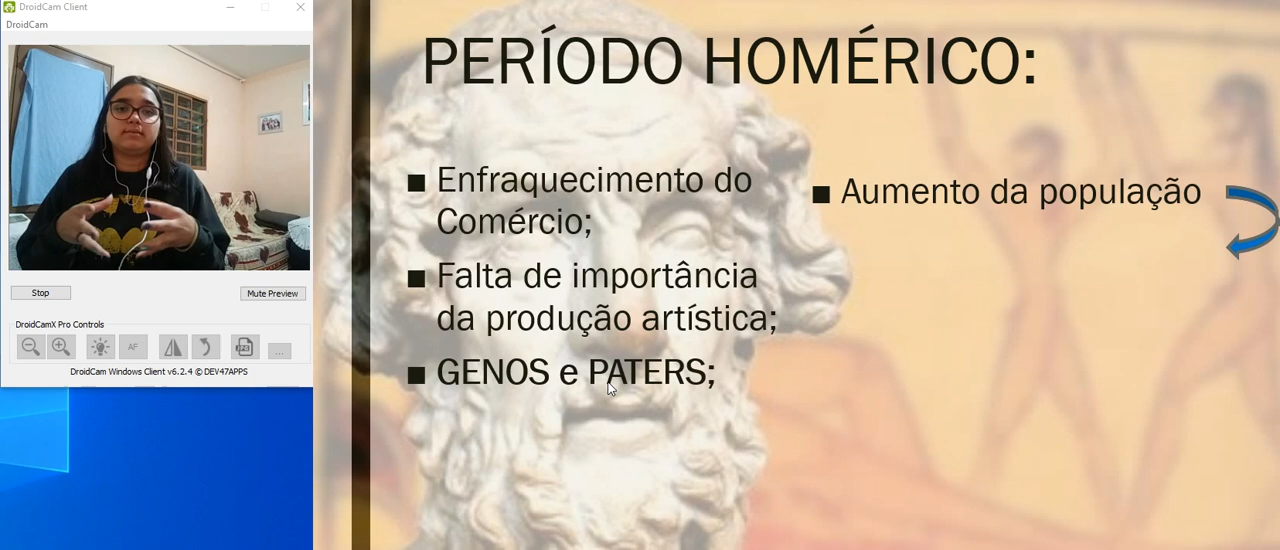 DroidCam Client
DroidCam
Stop
Mute Preview
DroidCamX Pro Controls
AF
JPG
...
DroidCam Windows Client v6.2.4 © DEV47APPS
PERÍODO HOMÉRICO:
■ Enfraquecimento do
Comércio;
■ Falta de importância
da produção artística;
■ GENOS e PATERS;
■ Aumento da população